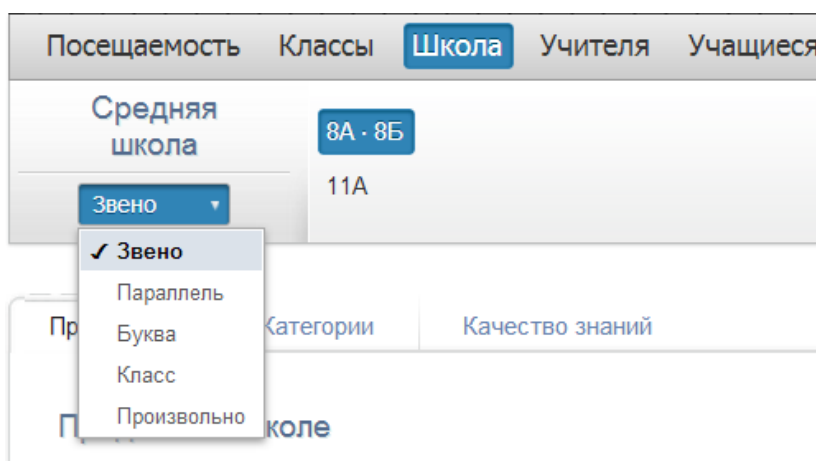 Посещаемость Классы Школа Учителя Учащиеся
Средняя
школа
8А · 8Б
11А
Звено
✓ Звено
Параллель
Буква
Класс
Произвольно
Категории Качество знаний